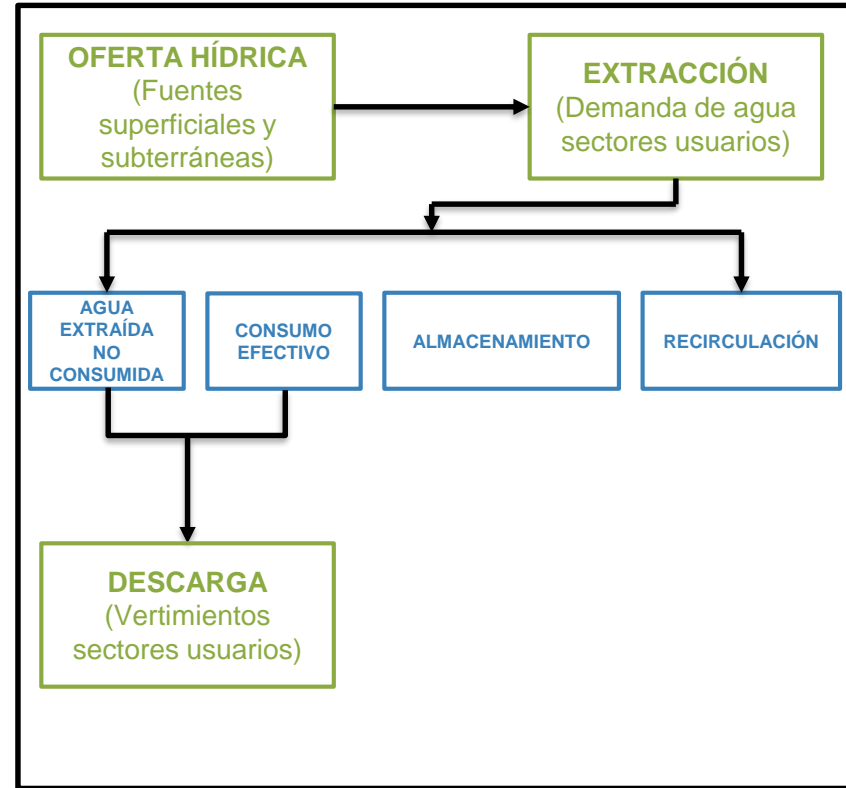 OFERTA HÍDRICA
(Fuentes
superficiales y
subterráneas)
EXTRACCIÓN
(Demanda de agua
sectores usuarios)
AGUA
EXTRAÍDA
NO
CONSUMIDA
CONSUMO
EFECTIVO
ALMACENAMIENTO
RECIRCULACIÓN
DESCARGA
(Vertimientos
sectores usuarios)